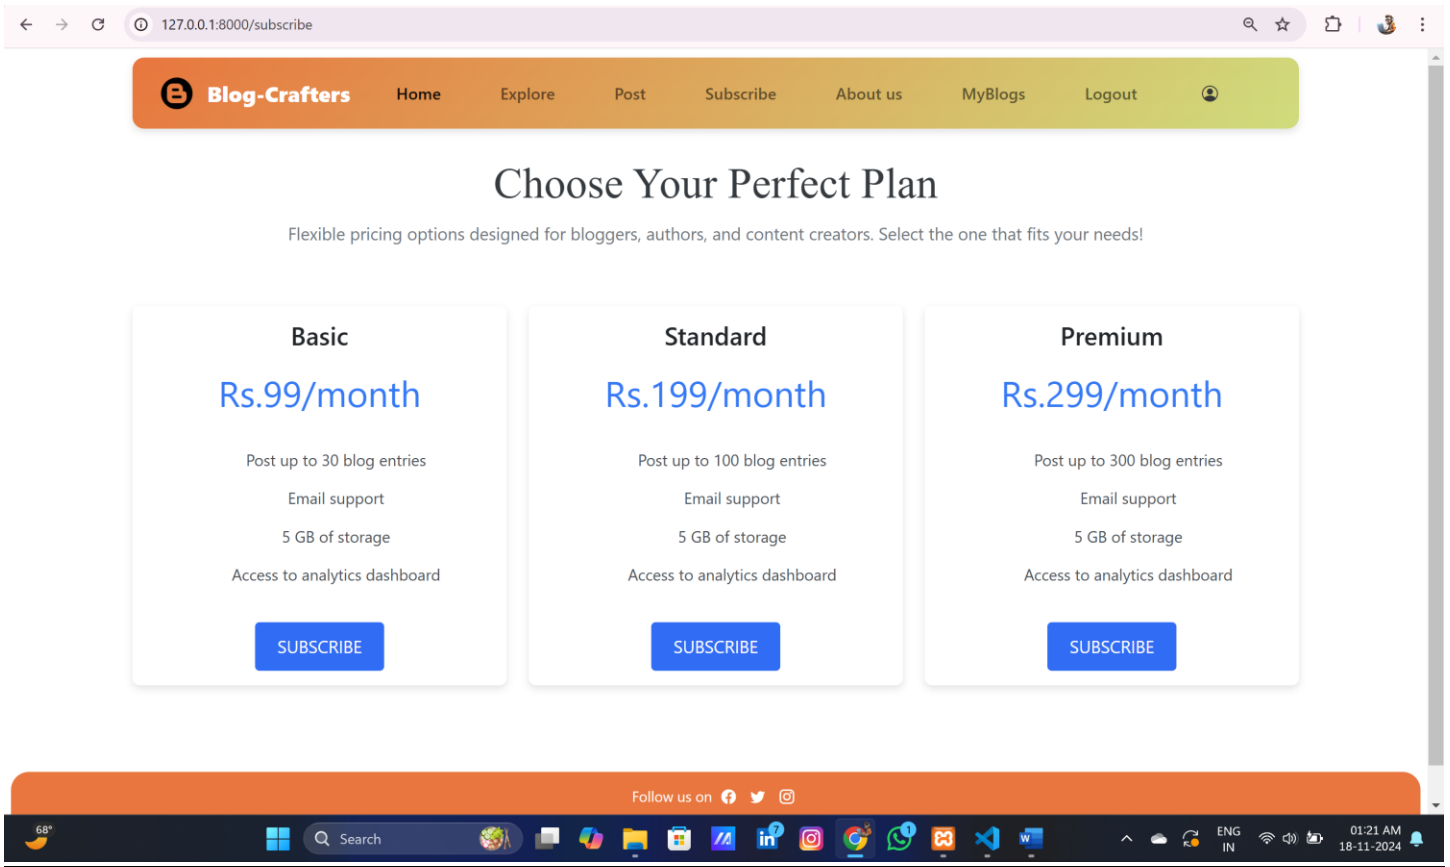 127.0.0.1:8000/subscribe
Blog-Crafters Home Explore Post Subscribe About us MyBlogs Logout
Choose Your Perfect Plan
Flexible pricing options designed for bloggers, authors, and content creators. Select the one that fits your needs!
Basic
Rs.99/month
Post up to 30 blog entries
Email support
5 GB of storage
Access to analytics dashboard
SUBSCRIBE
Standard
Rs.199/month
Post up to 100 blog entries
Email support
5 GB of storage
Access to analytics dashboard
SUBSCRIBE
Premium
Rs.299/month
Post up to 300 blog entries
Email support
5 GB of storage
Access to analytics dashboard
SUBSCRIBE
Follow us on
68°
Search
7
1
ENG
IN
01:21 AM
18-11-2024